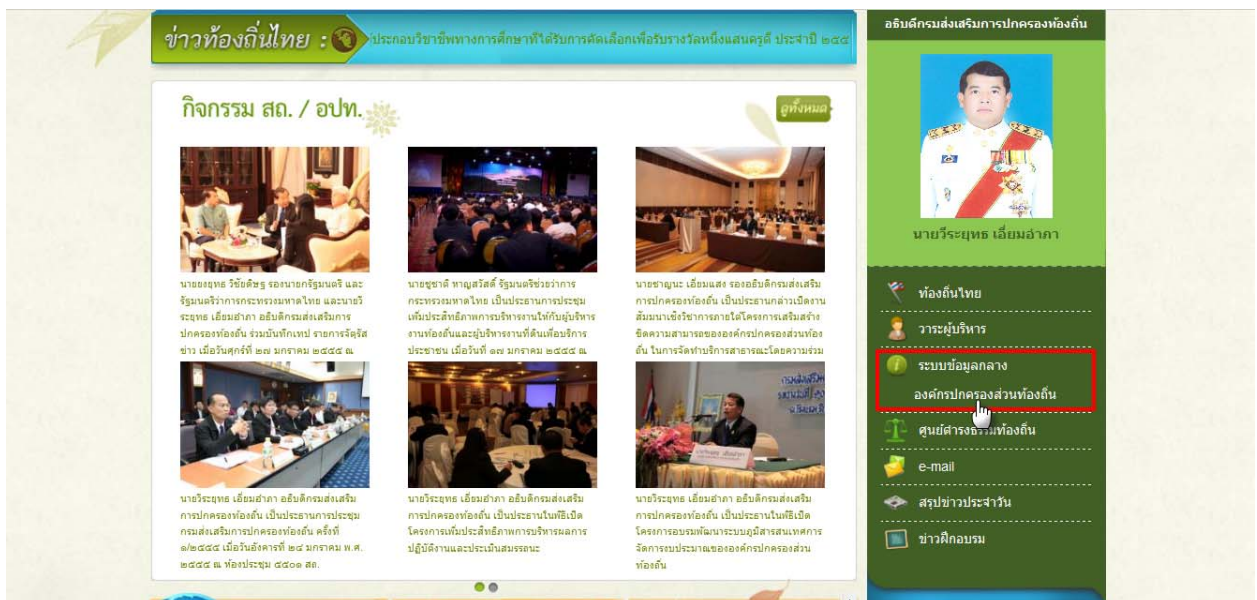 ข่าวท้องถิ่นไทย :
ประกอบวิชาชีพทางการศึกษาที่ได้รับการคัดเลือกเพื่อรับรางวัลหนึ่งแสนครูดี ประจำปี ๒๕๕
กิจกรรม สถ. / อปท.
ดูทั้งหมด
นายยงยุทธ วิชัยดิษฐ รองนายกรัฐมนตรี และ
รัฐมนตรีว่าการกระทรวงมหาดไทย และนายวี
ระยุทธ เอี่ยมอำภา อธิบดีกรมส่งเสริมการ
ปกครองท้องถิ่น ร่วมบันทึกเทป รายการจัตุรัส
ข่าว เมื่อวันศุกร์ที่ ๒๗ มกราคม ๒๕๕๕ ณ
นายชูชาติ หาญสวัสดิ์ รัฐมนตรีช่วยว่าการ
กระทรวงมหาดไทย เป็นประธานการประชุม
เพิ่มประสิทธิภาพการบริหารงานให้กับผู้บริหาร
งานท้องถิ่นและผู้บริหารงานที่ดินเพื่อบริการ
ประชาชน เมื่อวันที่ ๑๗ มกราคม ๒๕๕๕ ณ
นายชาญนะ เอี่ยมแสง รองอธิบดีกรมส่งเสริม
การปกครองท้องถิ่น เป็นประธานกล่าวเปิดงาน
สัมมนาเชิงวิชาการภายใต้โครงการเสริมสร้าง
ขีดความสามารถขององค์กรปกครองส่วนท้อง
ถิ่น ในการจัดทำบริการสาธารณะโดยความร่วม
นายวีระยุทธ เอี่ยมอำภา อธิบดีกรมส่งเสริม
การปกครองท้องถิ่น เป็นประธานการประชุม
กรมส่งเสริมการปกครองท้องถิ่น ครั้งที่
๑/๒๕๕๕ เมื่อวันอังคารที่ ๒๔ มกราคม พ.ศ.
๒๕๕๕ ณ ห้องประชุม ๕๕๐๑ สถ.
นายวีระยุทธ เอี่ยมอำภา อธิบดีกรมส่งเสริม
การปกครองท้องถิ่น เป็นประธานในพิธีเปิด
โครงการเพิ่มประสิทธิภาพการบริหารผลการ
ปฏิบัติงานและประเมินสมรรถนะ
นายวีระยุทธ เอี่ยมอำภา อธิบดีกรมส่งเสริม
การปกครองท้องถิ่น เป็นประธานในพิธีเปิด
โครงการอบรมพัฒนาระบบภูมิสารสนเทศการ
จัดการงบประมาณขององค์กรปกครองส่วน
ท้องถิ่น
อธิบดีกรมส่งเสริมการปกครองท้องถิ่น
นายวีระยุทธ เอี่ยมอำภา
ท้องถิ่นไทย
วาระผู้บริหาร
ระบบข้อมูลกลาง
องค์กรปกครองส่วนท้องถิ่น
ศูนย์ดำรงธรรมท้องถิ่น
e-mail
สรุปข่าวประจำวัน
ข่าวฝึกอบรม